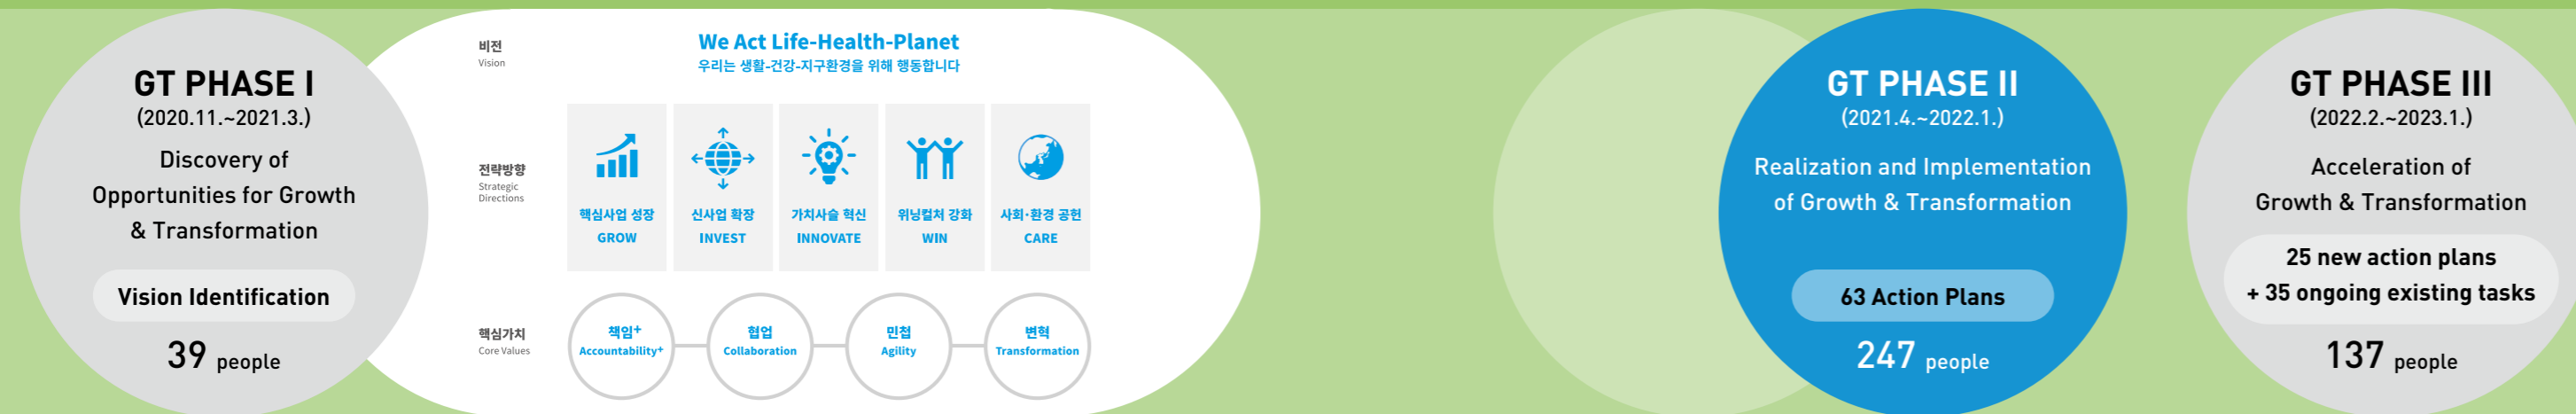 GT PHASE I
(2020.11.~2021.3.)
Discovery of
Opportunities for Growth
& Transformation
Vision Identification
39 people
비전
Vision
We Act Life-Health-Planet
우리는 생활-건강-지구환경을 위해 행동합니다
전략방향
Strategic
Directions
핵심사업 성장
GROW
신사업 확장
INVEST
가치사슬 혁신
INNOVATE
위닝컬처 강화
WIN
사회·환경 공헌
CARE
핵심가치
Core Values
책임+
Accountability+
협업
Collaboration
민첩
Agility
변혁
Transformation
GT PHASE II
(2021.4.~2022.1.)
Realization and Implementation
of Growth & Transformation
63 Action Plans
247 people
GT PHASE III
(2022.2.~2023.1.)
Acceleration of
Growth & Transformation
25 new action plans
+ 35 ongoing existing tasks
137 people